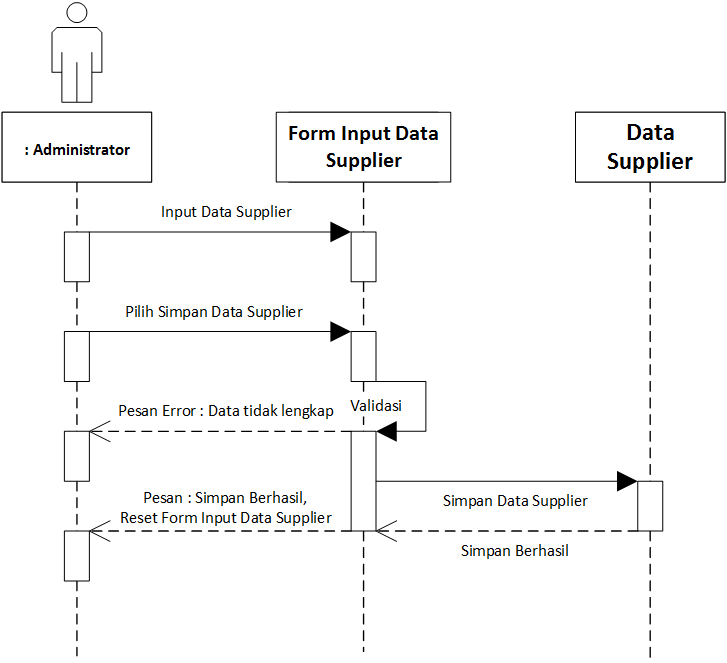 : Administrator
Form Input Data
Supplier
Data
Supplier
Input Data Supplier
Pilih Simpan Data Supplier
Validasi
Pesan Error : Data tidak lengkap
Simpan Data Supplier
Pesan : Simpan Berhasil,
Reset Form Input Data Supplier
Simpan Berhasil